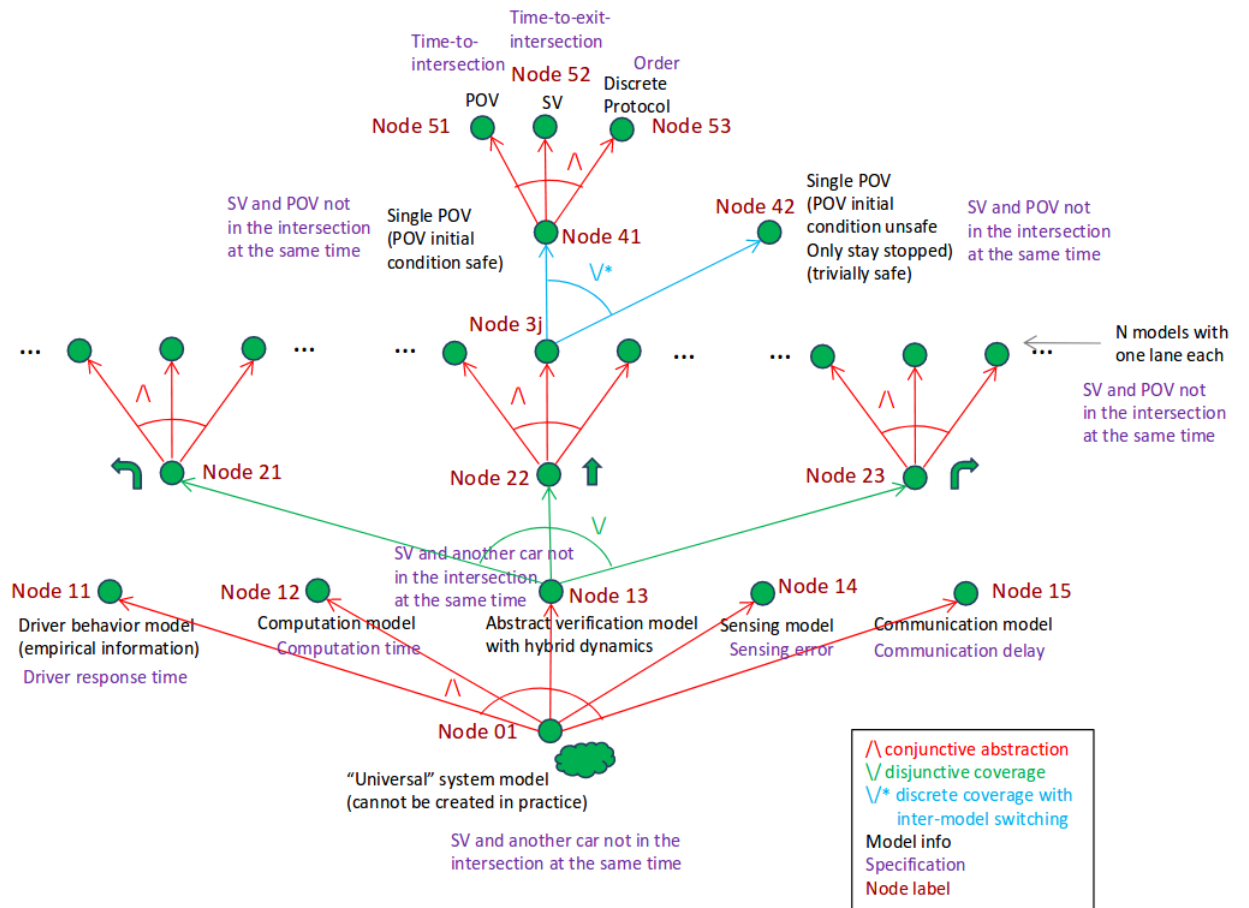 Time-to-exit-
intersection
Time-to-
intersection
Node 52
Order
POV
SV
Discrete
Protocol
Node 51
Node 53
/\
SV and POV not
in the intersection
at the same time
Single POV
(POV initial
condition safe)
Node 41
Node 42
Single POV
(POV initial
condition unsafe
Only stay stopped)
(trivially safe)
SV and POV not
in the intersection
at the same time
\/*
Node 3j
...
...
...
...
...
...
N models with
one lane each
/\
/\
/\
SV and POV not
in the intersection
at the same time
Node 21
Node 22
Node 23
\/
SV and another car not
in the intersection
at the same time
Node 11
Node 12
Node 13
Node 14
Node 15
Driver behavior model
(empirical information)
Driver response time
Computation model
Computation time
Abstract verification model
with hybrid dynamics
Sensing model
Sensing error
Communication model
Communication delay
/\
Node 01
"Universal" system model
(cannot be created in practice)
SV and another car not in the
intersection at the same time
/\ conjunctive abstraction
\/ disjunctive coverage
\/* discrete coverage with
inter-model switching
Model info
Specification
Node label